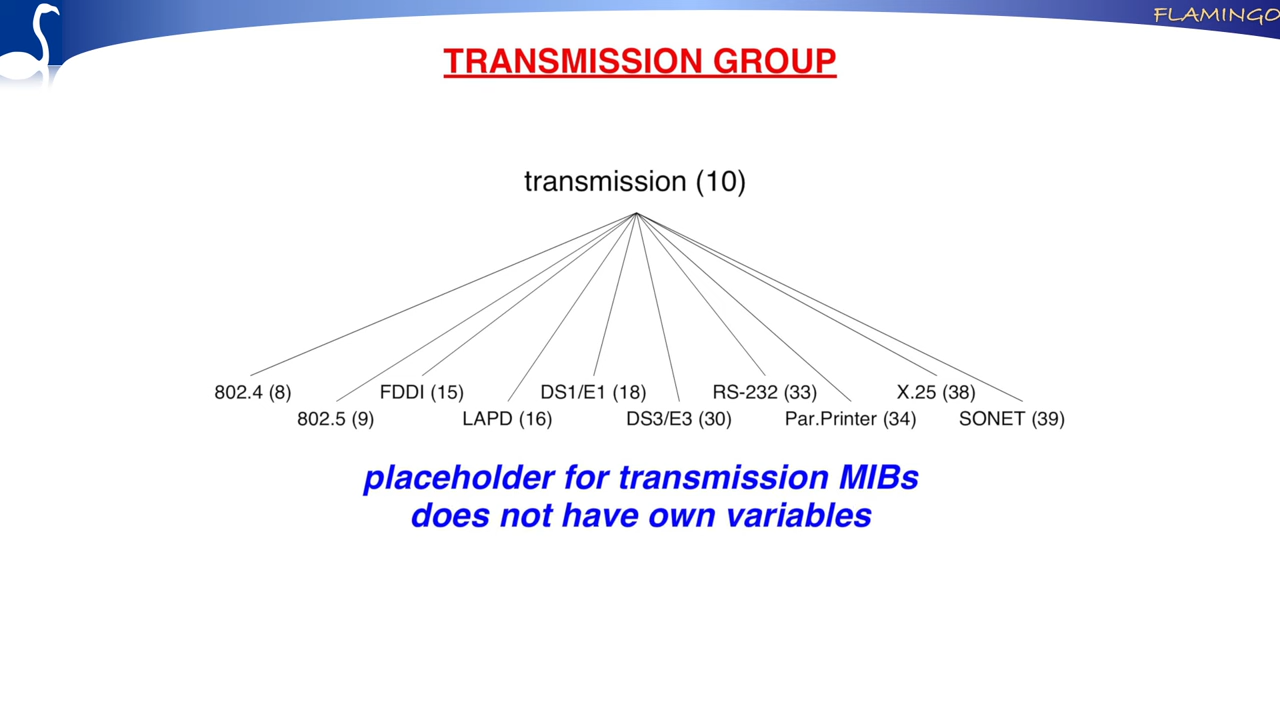 FLAMINGO
TRANSMISSION GROUP
transmission (10)
802.4 (8) FDDI (15) DS1/E1 (18) RS-232 (33) X.25 (38)
802.5 (9) LAPD (16) DS3/E3 (30) Par.Printer (34) SONET (39)
placeholder for transmission MIBs
does not have own variables